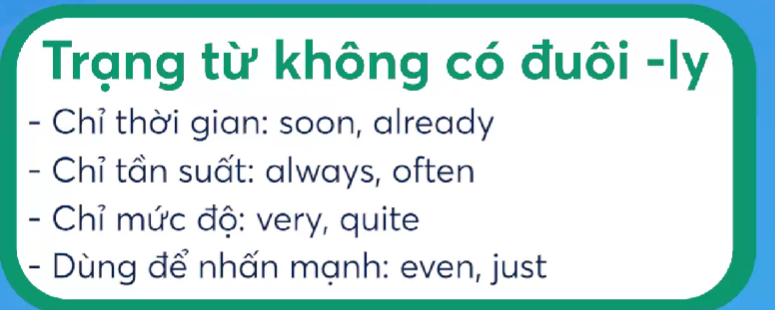 Trạng từ không có đuôi -ly
- Chỉ thời gian: soon, already
- Chỉ tần suất: always, often
- Chỉ mức độ: very, quite
- Dùng để nhấn mạnh: even, just